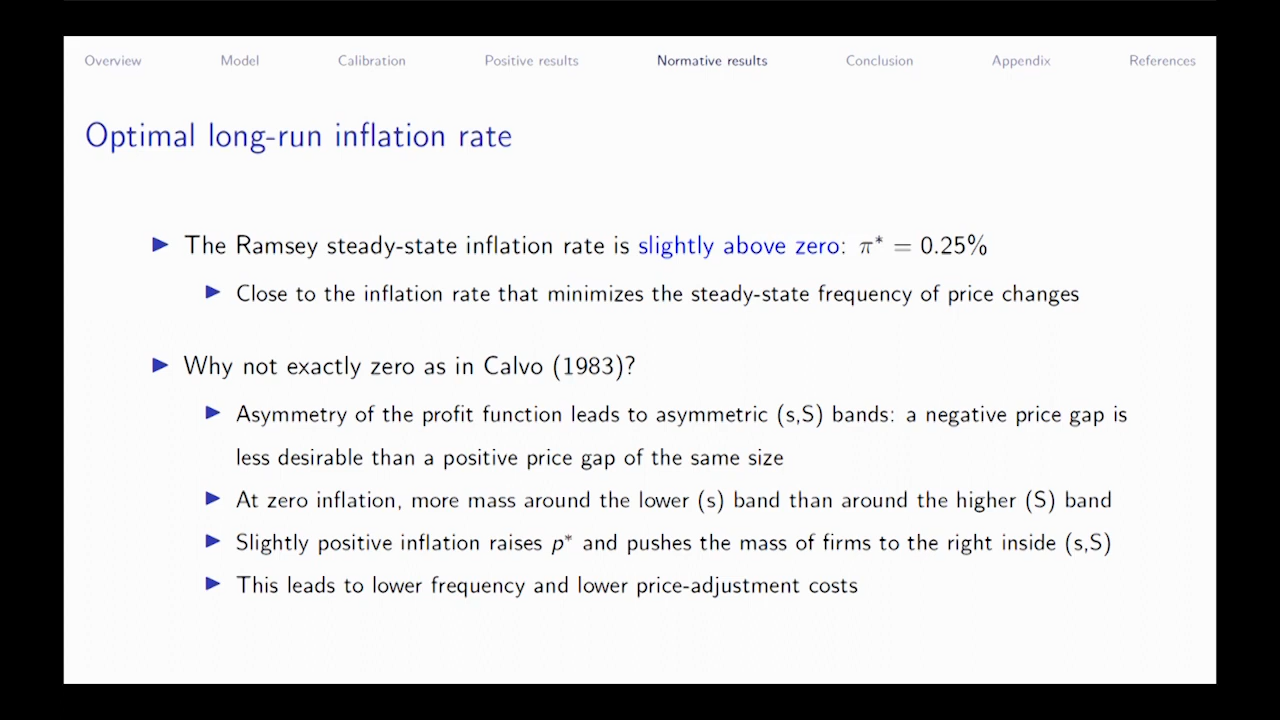 Overview Model Calibration Positive results Normative results Conclusion Appendix References
Optimal long-run inflation rate
▶ The Ramsey steady-state inflation rate is slightly above zero: π* = 0.25%
▶ Close to the inflation rate that minimizes the steady-state frequency of price changes
▶ Why not exactly zero as in Calvo (1983)?
▶ Asymmetry of the profit function leads to asymmetric (s,S) bands: a negative price gap is
less desirable than a positive price gap of the same size
▶ At zero inflation, more mass around the lower (s) band than around the higher (S) band
▶ Slightly positive inflation raises p* and pushes the mass of firms to the right inside (s,S)
▶ This leads to lower frequency and lower price-adjustment costs